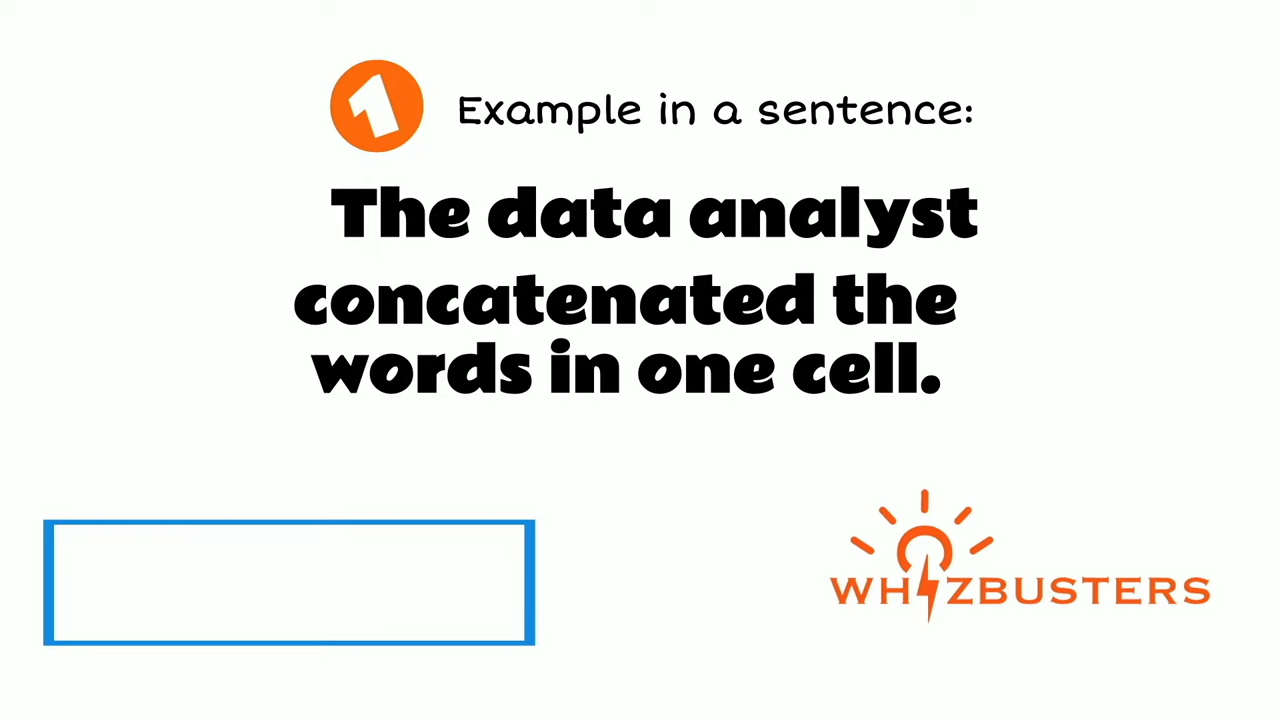 1 Example in a sentence:
The data analyst
concatenated the
words in one cell.
WHIZBUSTERS